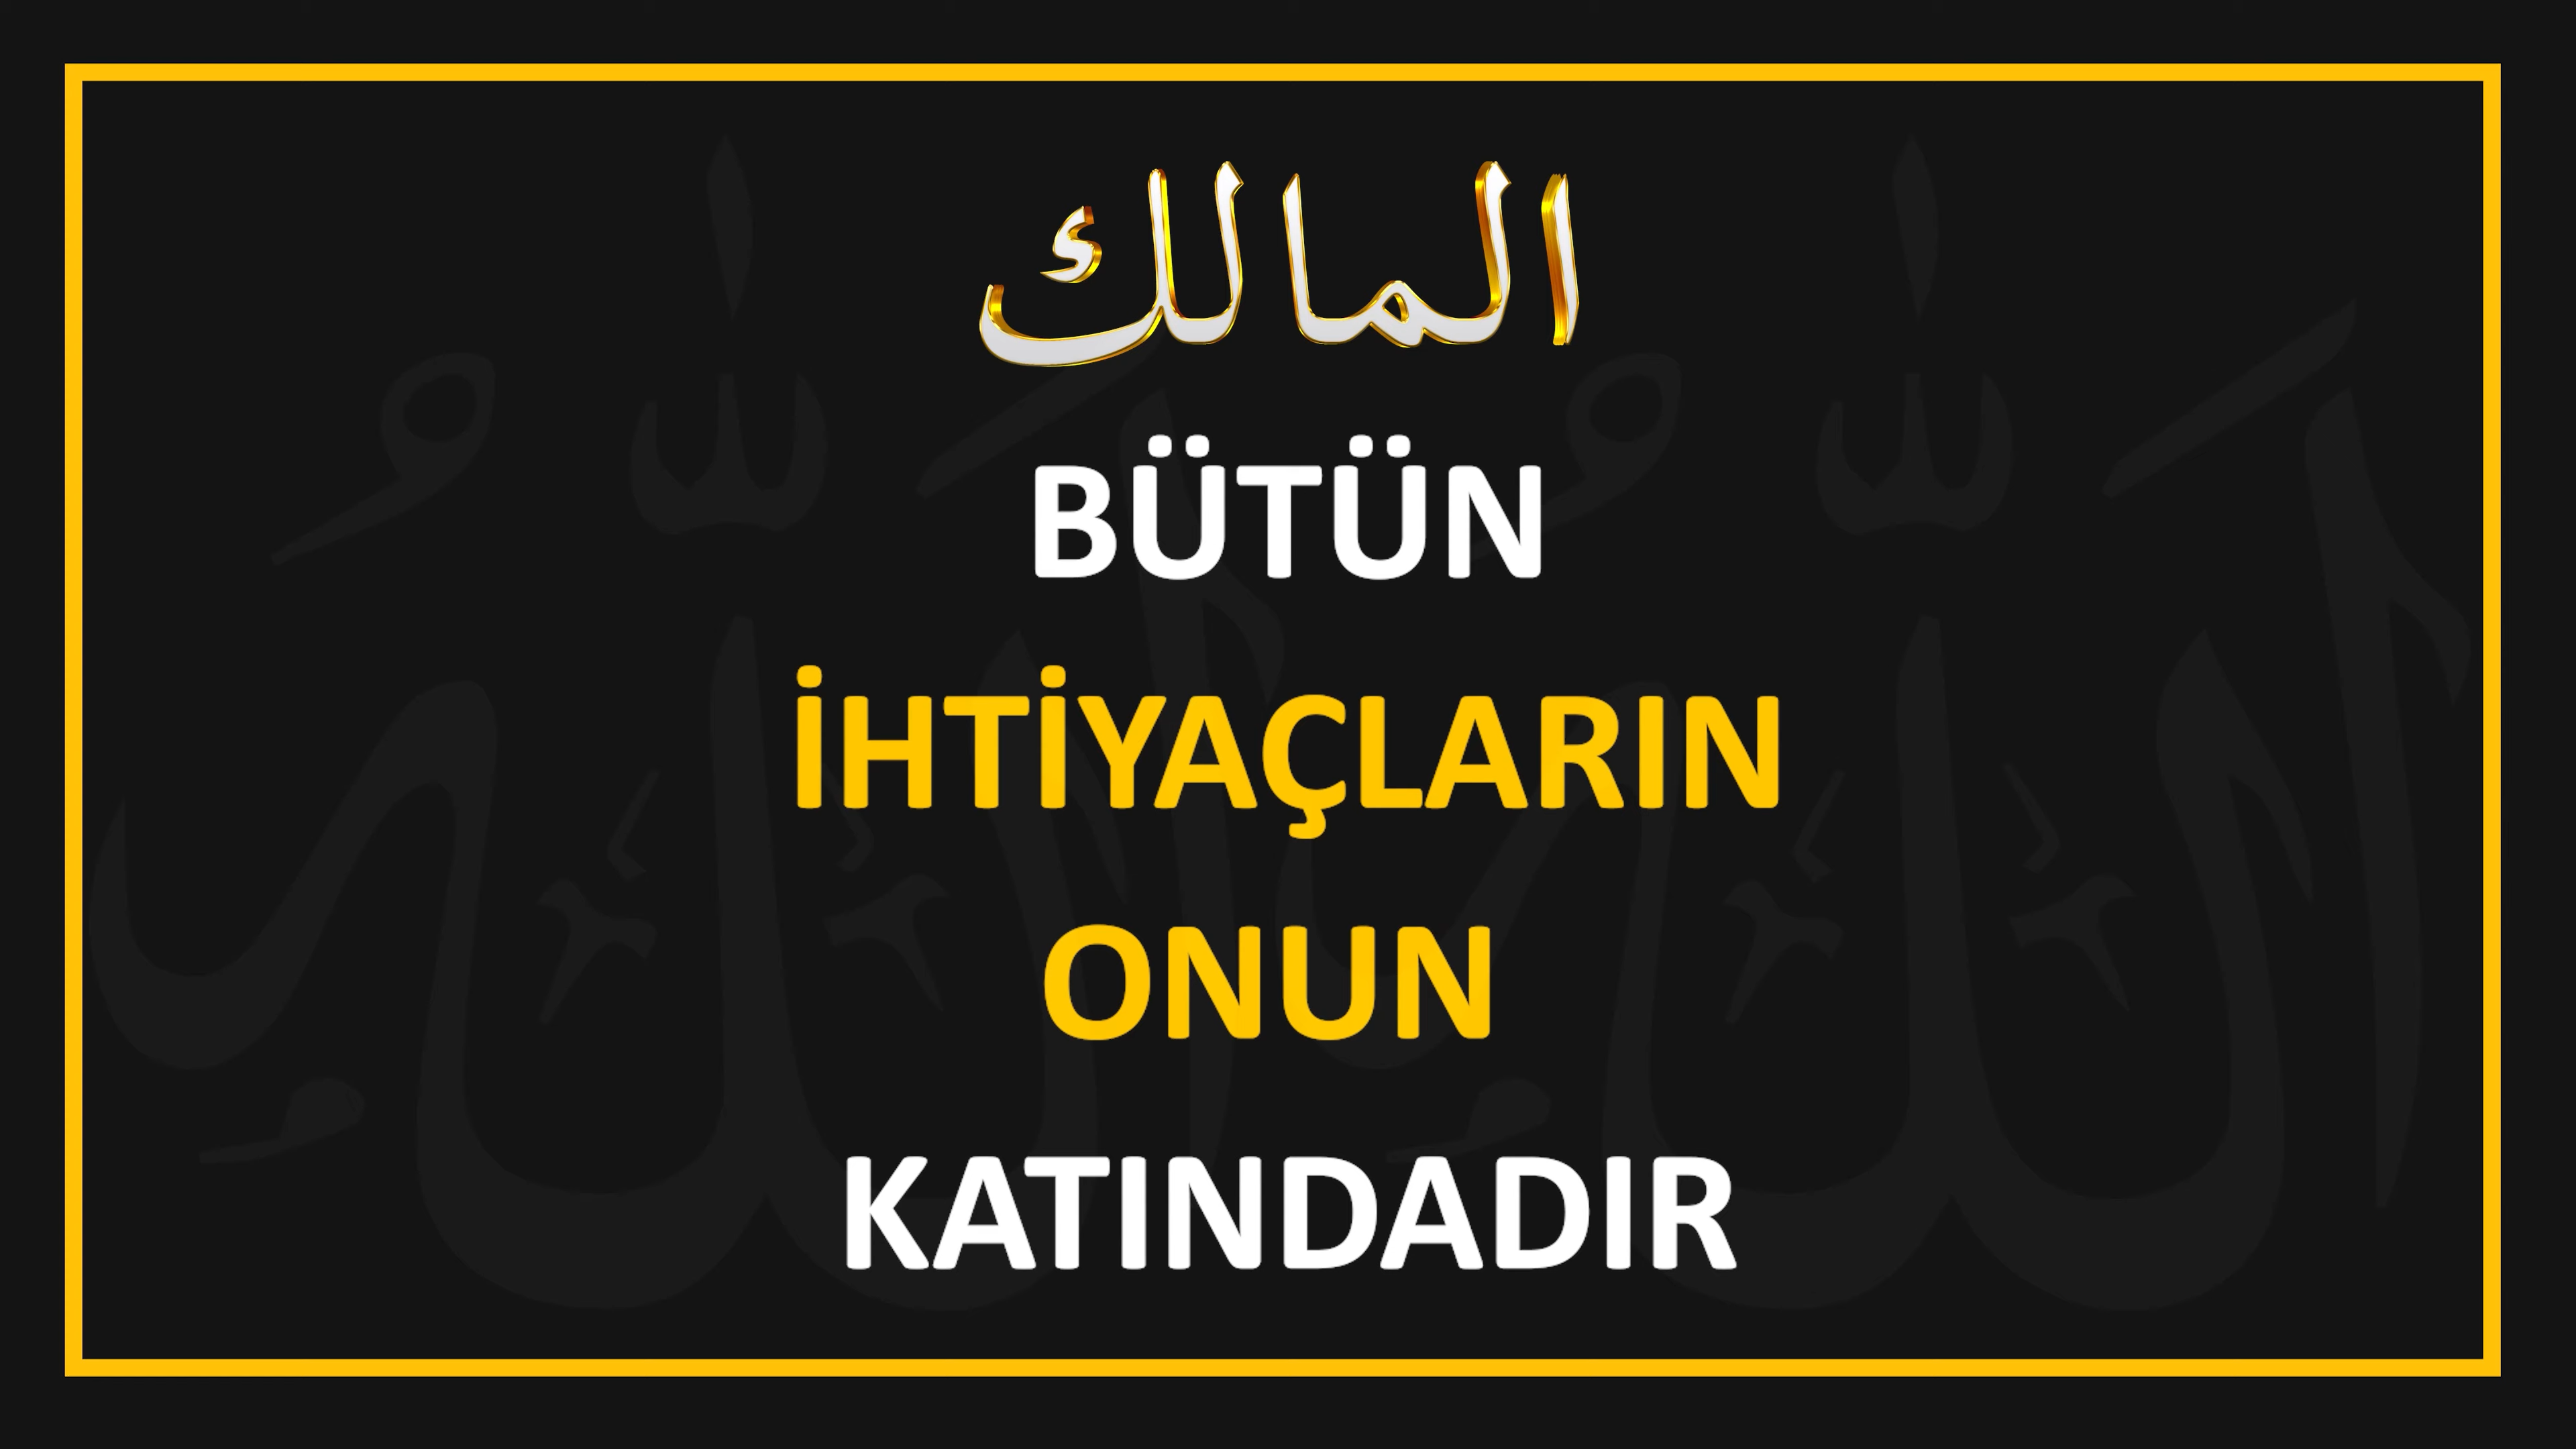 المالك
BÜTÜN
İHTİYAÇLARIN
ONUN
KATINDADIR